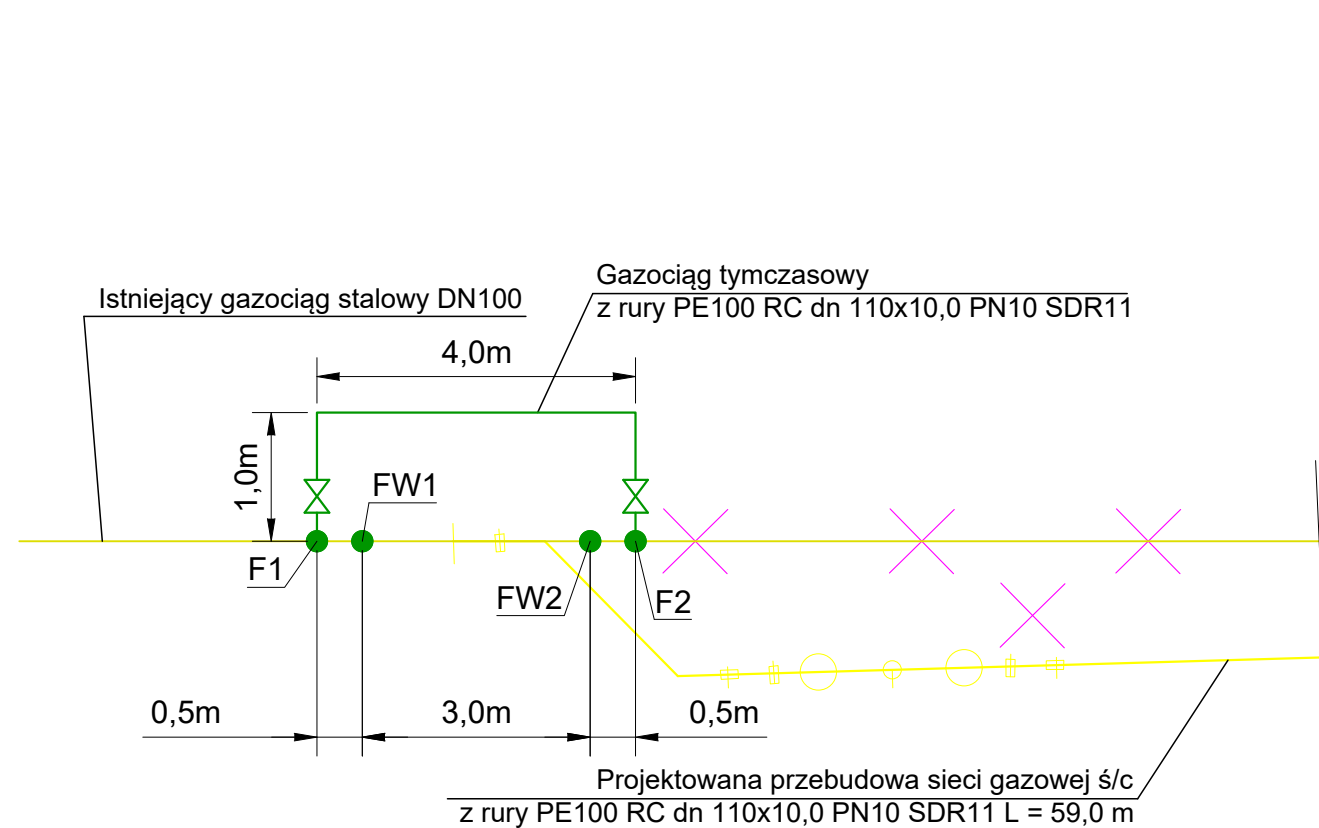 Gazociąg tymczasowy
z rury PE100 RC dn 110x10,0 PN10 SDR11
Istniejący gazociąg stalowy DN100
4,0m
1,0m
FW1
F1
FW2
F2
0,5m
3,0m
0,5m
Projektowana przebudowa sieci gazowej ś/c
z rury PE100 RC dn 110x10,0 PN10 SDR11 L = 59,0 m